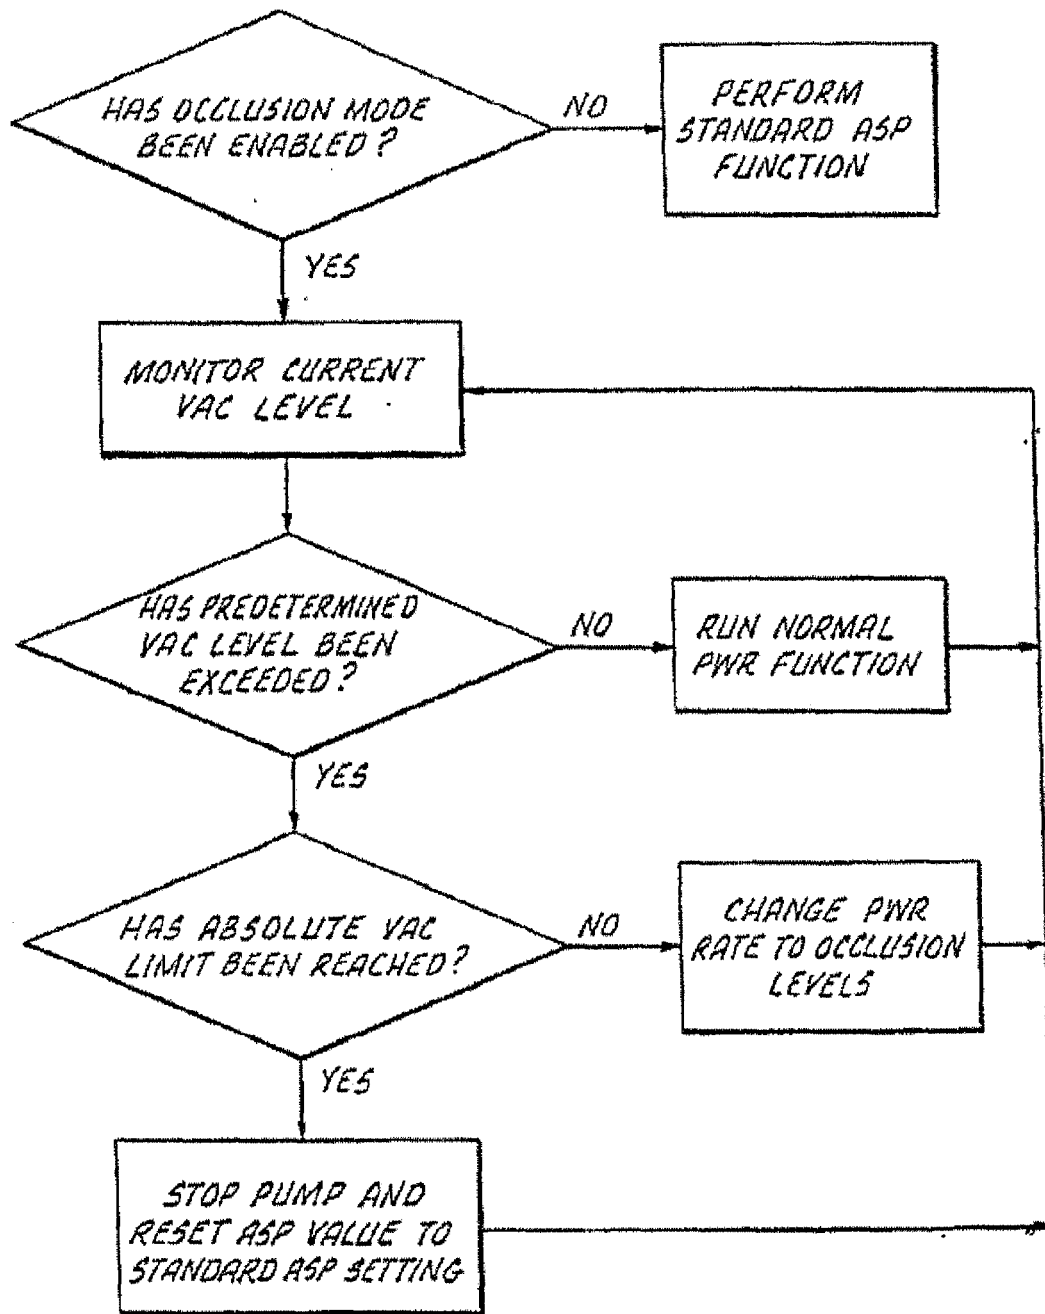 HAS OCCLUSION MODE
BEEN ENABLED?
NO
PERFORM
STANDARD ASP
FUNCTION
YES
MONITOR CURRENT
VAC LEVEL
HAS PREDETERMINED
VAC LEVEL BEEN
EXCEEDED?
NO
RUN NORMAL
PWR FUNCTION
YES
HAS ABSOLUTE VAC
LIMIT BEEN REACHED?
NO
CHANGE PWR
RATE TO OCCLUSION
LEVELS
YES
STOP PUMP AND
RESET ASP VALUE TO
STANDARD ASP SETTING